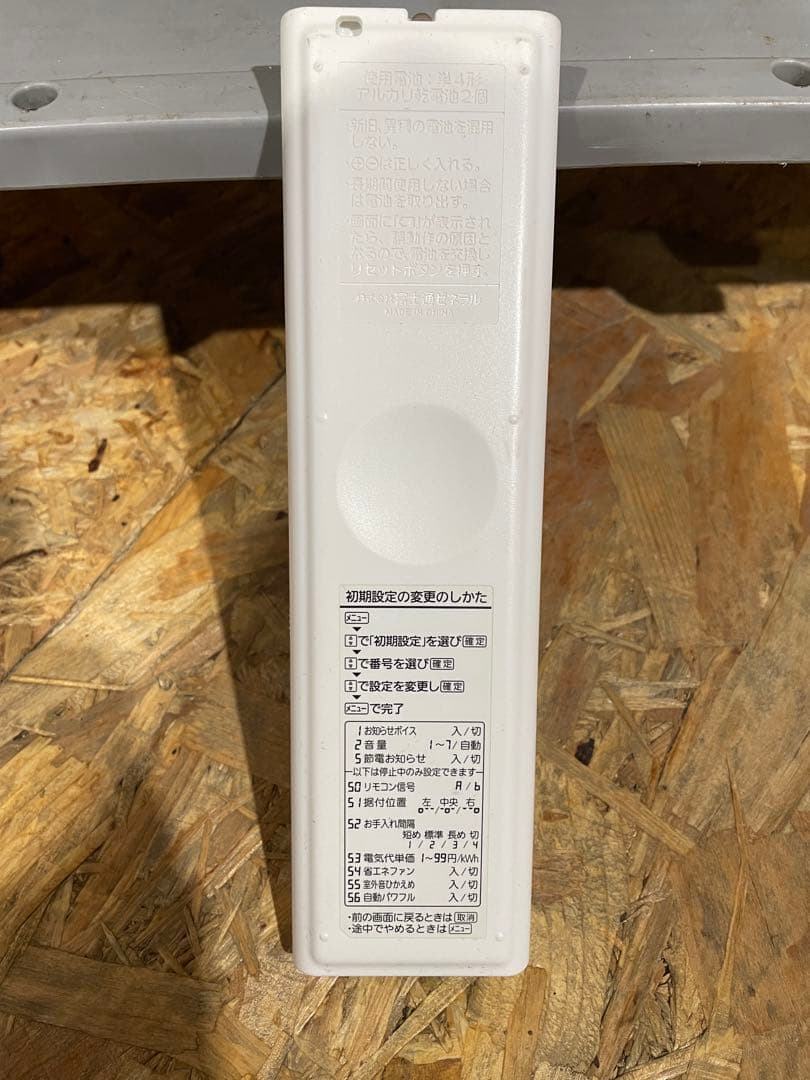 使用電池：単4形
アルカリ乾電池2個
・新旧、異種の電池を混用
しない。
・⊕⊖は正しく入れる。
・長期間使用しない場合
は電池を取り出す。
・画面に「」が表示され
たら、誤動作の原因と
なるので、電池を交換し
リセットボタンを押す。
株式会社富士通ゼネラル
MADE IN CHINA
初期設定の変更のしかた
メニュー
で「初期設定」を選び 確定
で番号を選び 確定
で設定を変更し 確定
メニュー で完了
1 お知らせボイス 入/切
2 音量 1〜7/自動
5 節電お知らせ 入/切
以下は停止中のみ設定できます
50 リモコン信号 A/b
51 据付位置 左 中央 右
52 お手入れ間隔
短め 標準 長め 切
1 / 2 / 3 / 4
53 電気代単価 1〜99円/kWh
54 省エネファン 入/切
55 室外音ひかえめ 入/切
56 自動パワフル 入/切
・前の画面に戻るときは 取消
・途中でやめるときは メニュー